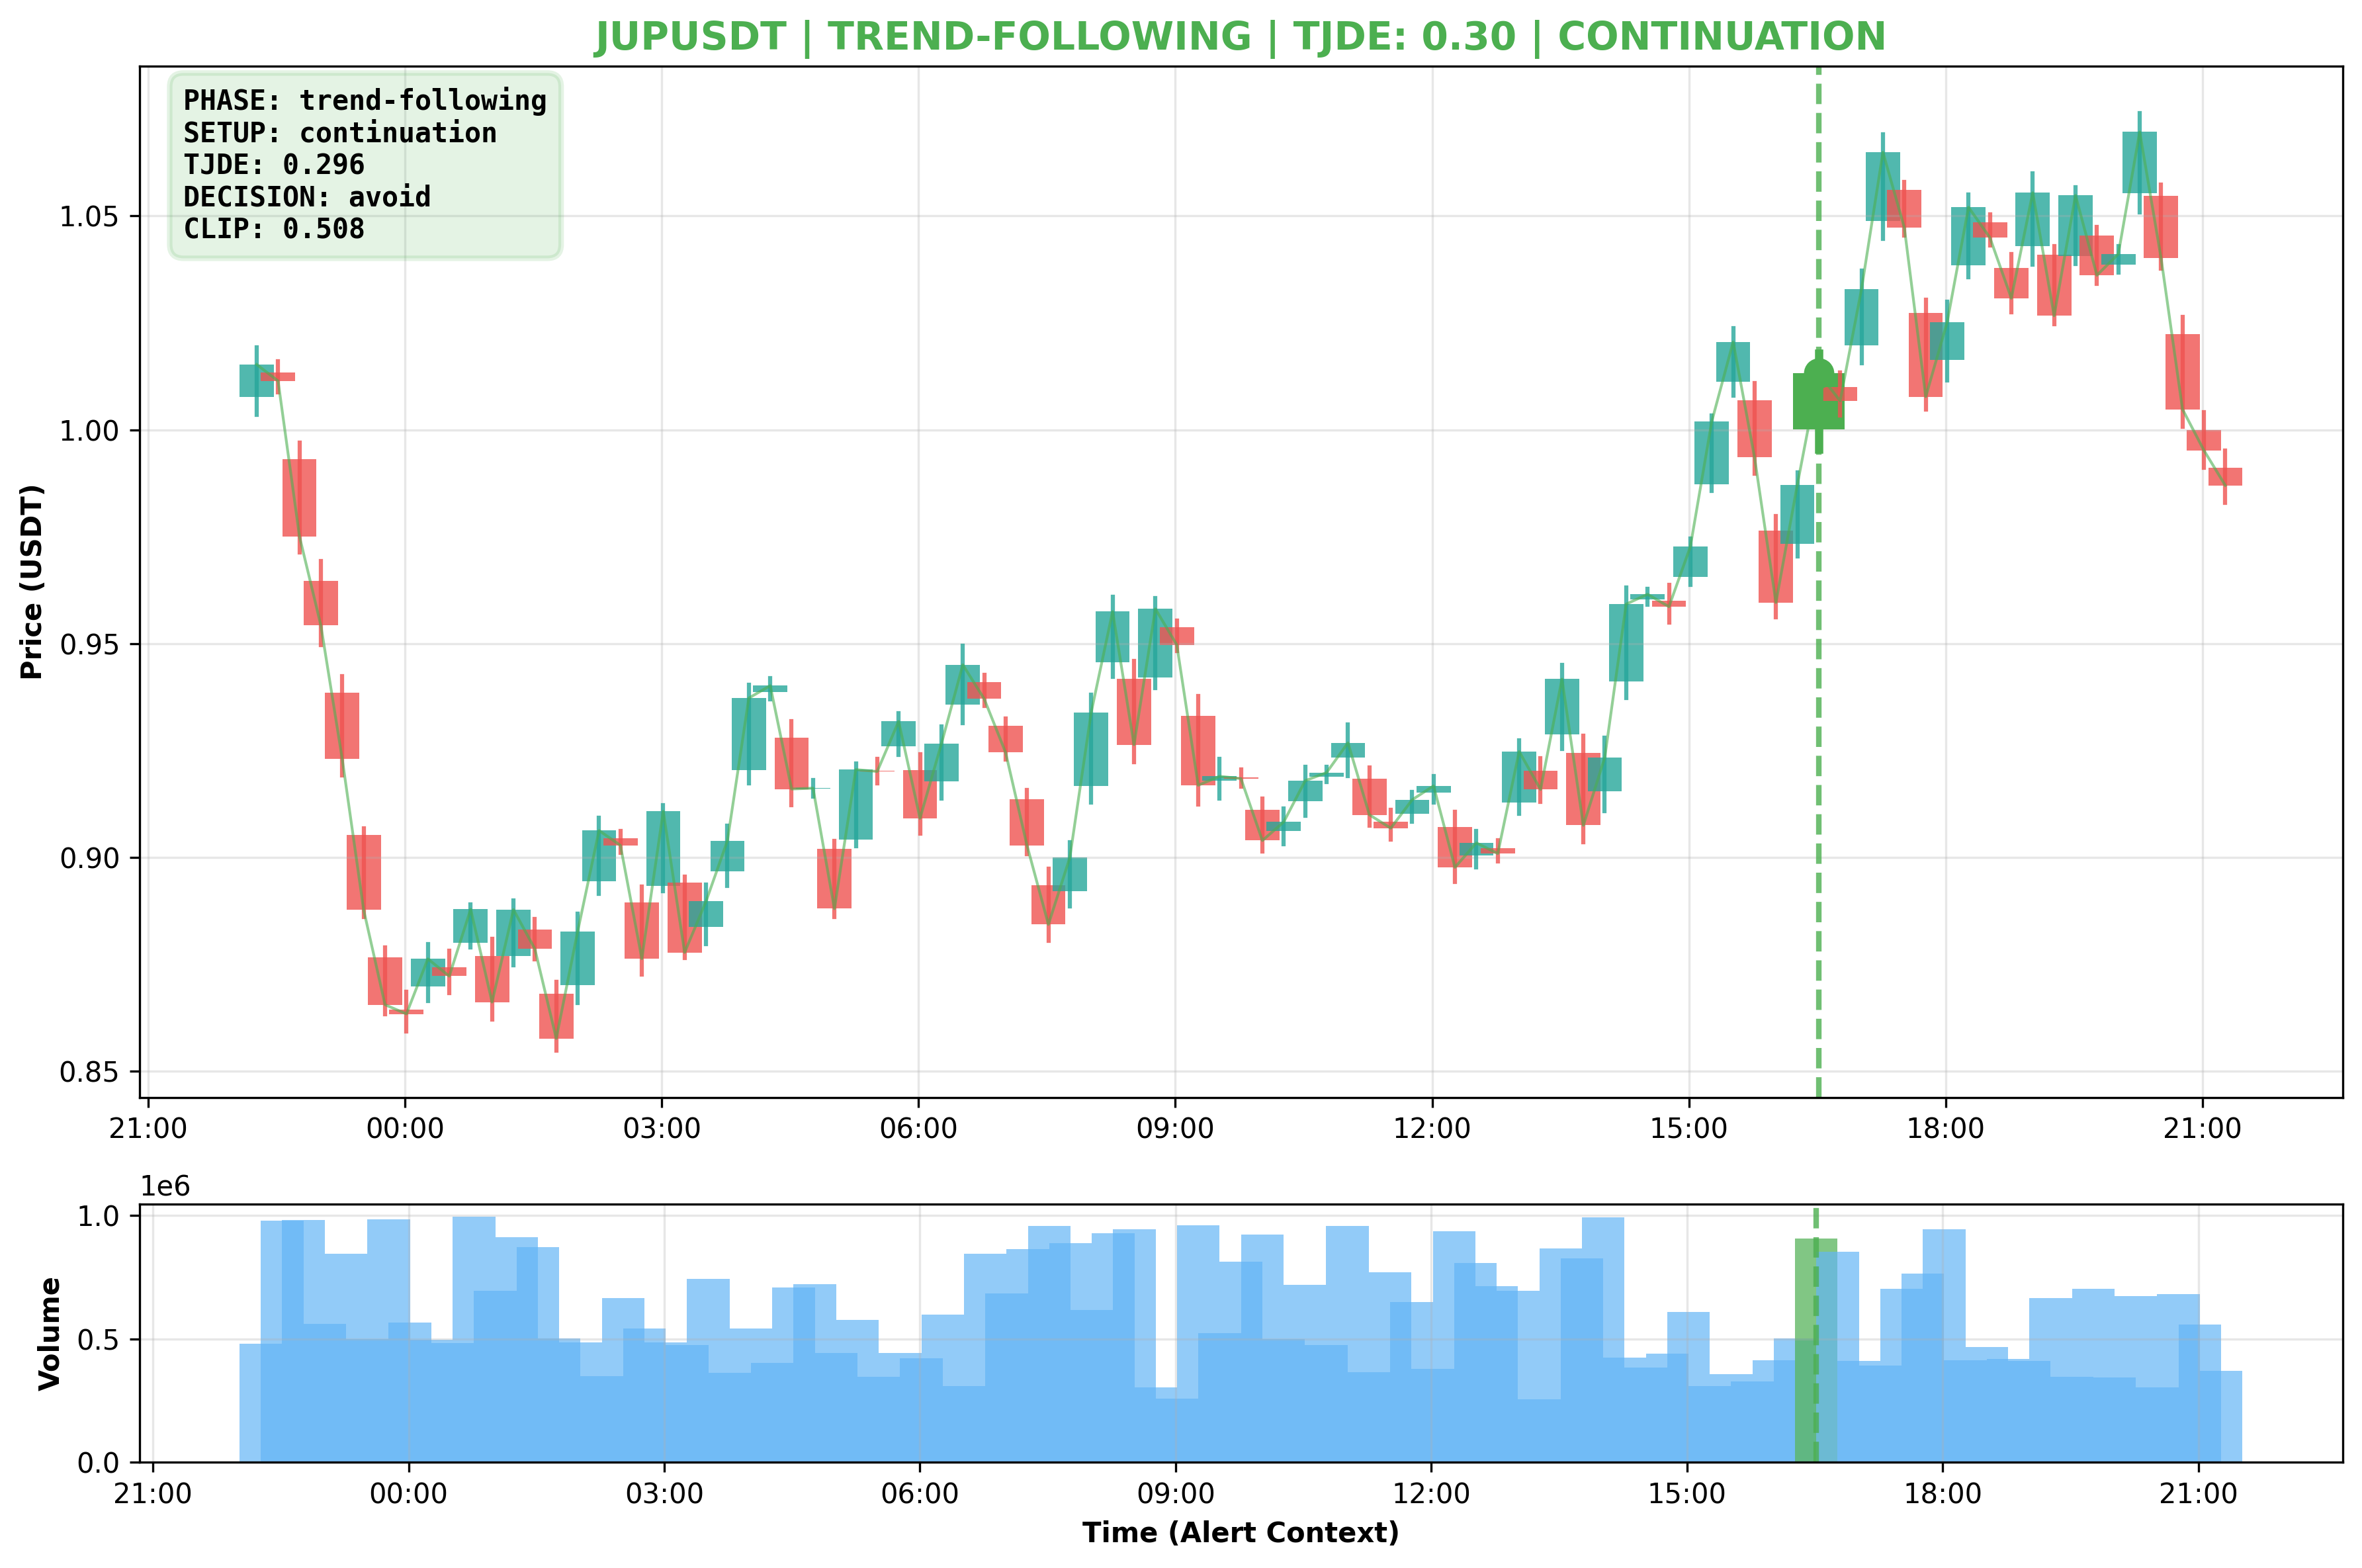 JUPUSDT | TREND-FOLLOWING | TJDE: 0.30 | CONTINUATION
PHASE: trend-following
SETUP: continuation
TJDE: 0.296
DECISION: avoid
CLIP: 0.508
Price (USDT)
1.05
1.00
0.95
0.90
0.85
21:00 00:00 03:00 06:00 09:00 12:00 15:00 18:00 21:00
1e6
Volume
1.0
0.5
0.0
21:00 00:00 03:00 06:00 09:00 12:00 15:00 18:00 21:00
Time (Alert Context)